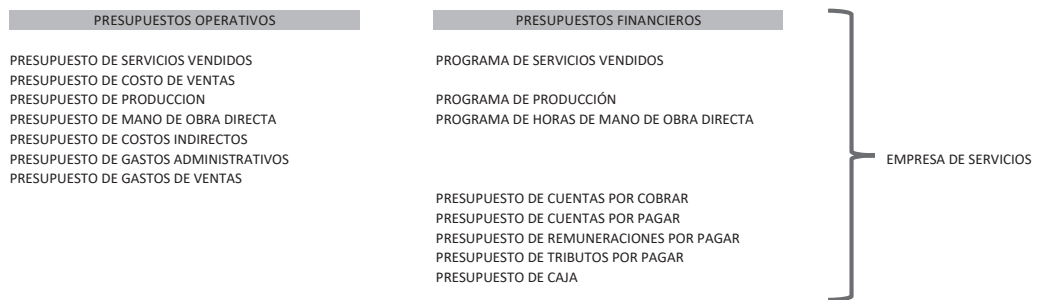 PRESUPUESTOS OPERATIVOS
PRESUPUESTO DE SERVICIOS VENDIDOS
PRESUPUESTO DE COSTO DE VENTAS
PRESUPUESTO DE PRODUCCION
PRESUPUESTO DE MANO DE OBRA DIRECTA
PRESUPUESTO DE COSTOS INDIRECTOS
PRESUPUESTO DE GASTOS ADMINISTRATIVOS
PRESUPUESTO DE GASTOS DE VENTAS
PRESUPUESTOS FINANCIEROS
PROGRAMA DE SERVICIOS VENDIDOS
PROGRAMA DE PRODUCCIÓN
PROGRAMA DE HORAS DE MANO DE OBRA DIRECTA
PRESUPUESTO DE CUENTAS POR COBRAR
PRESUPUESTO DE CUENTAS POR PAGAR
PRESUPUESTO DE REMUNERACIONES POR PAGAR
PRESUPUESTO DE TRIBUTOS POR PAGAR
PRESUPUESTO DE CAJA
EMPRESA DE SERVICIOS